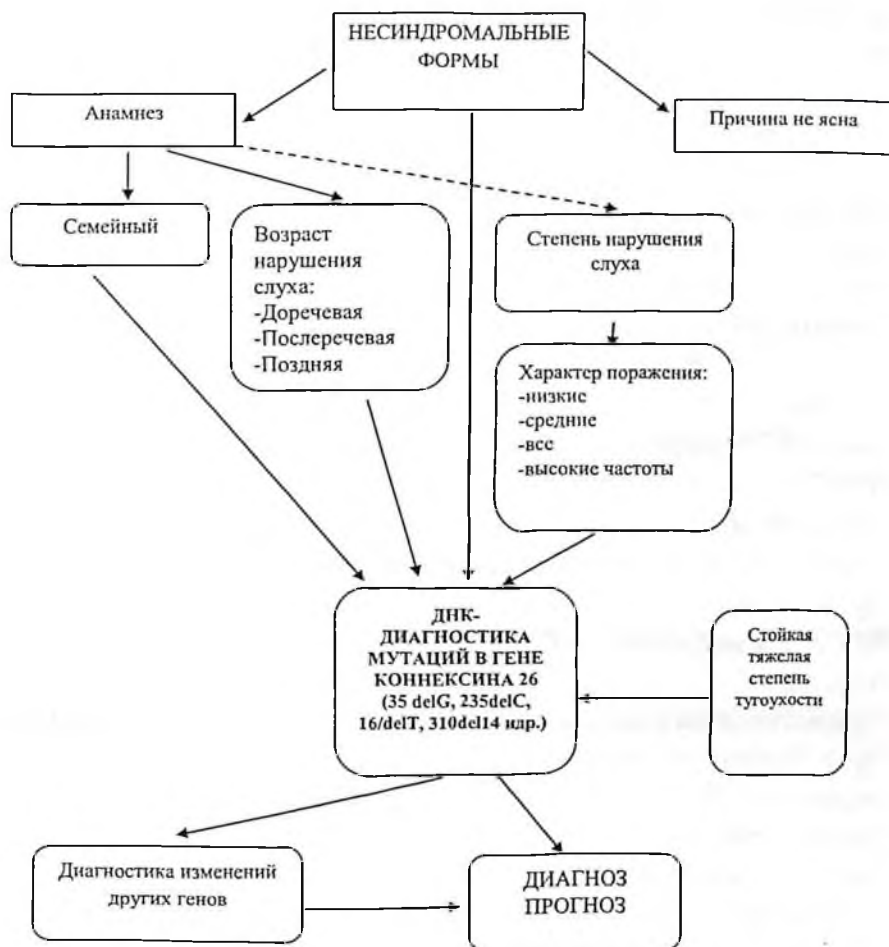 НЕСИНДРОМАЛЬНЫЕ
ФОРМЫ
Анамнез
Причина не ясна
Семейный
Возраст
нарушения
слуха:
-Доречевая
-Послеречевая
-Поздняя
Степень нарушения
слуха
Характер поражения:
-низкие
-средние
-все
-высокие частоты
ДНК-
ДИАГНОСТИКА
МУТАЦИЙ В ГЕНЕ
КОННЕКСИНА 26
(35 delG, 235delC,
16/delT, 310del14 идр.)
Стойкая
тяжелая
степень
тугоухости
Диагностика изменений
других генов
ДИАГНОЗ
ПРОГНОЗ